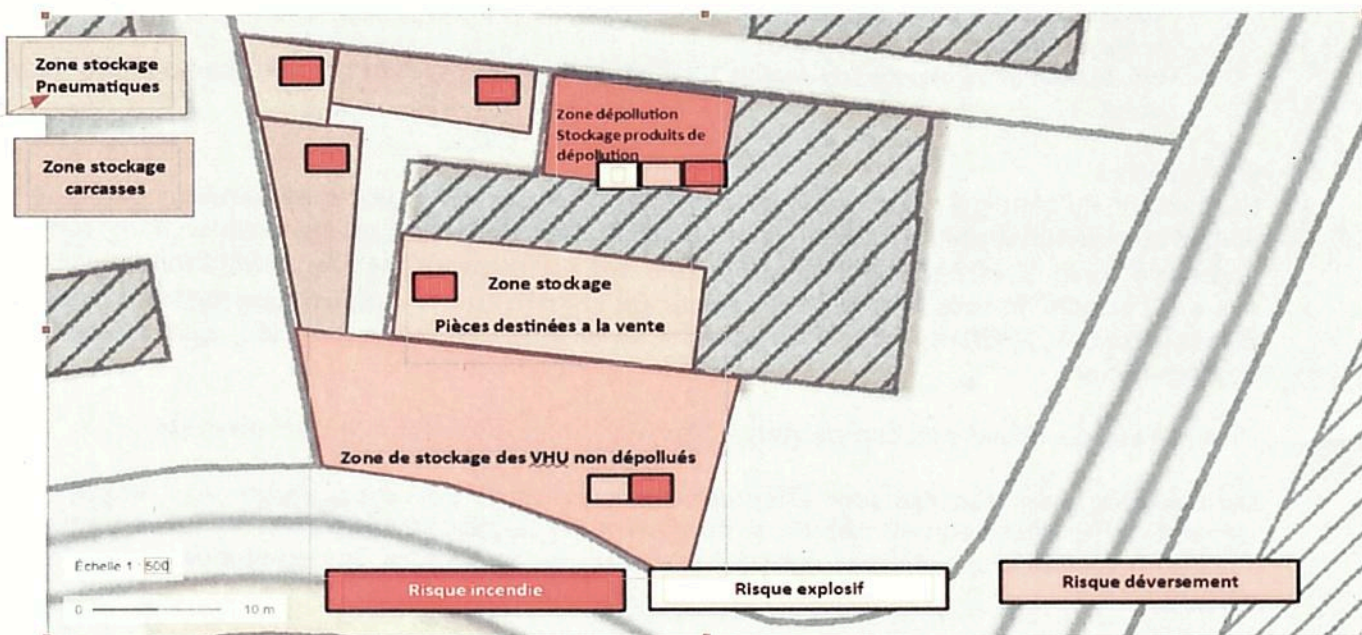 Zone stockage
Pneumatiques
Zone stockage
carcasses
Zone dépollution
Stockage produits de
dépollution
Zone stockage
Pièces destinées a la vente
Zone de stockage des VHU non dépollués
Échelle 1 : 500
0 10 m
Risque incendie
Risque explosif
Risque déversement